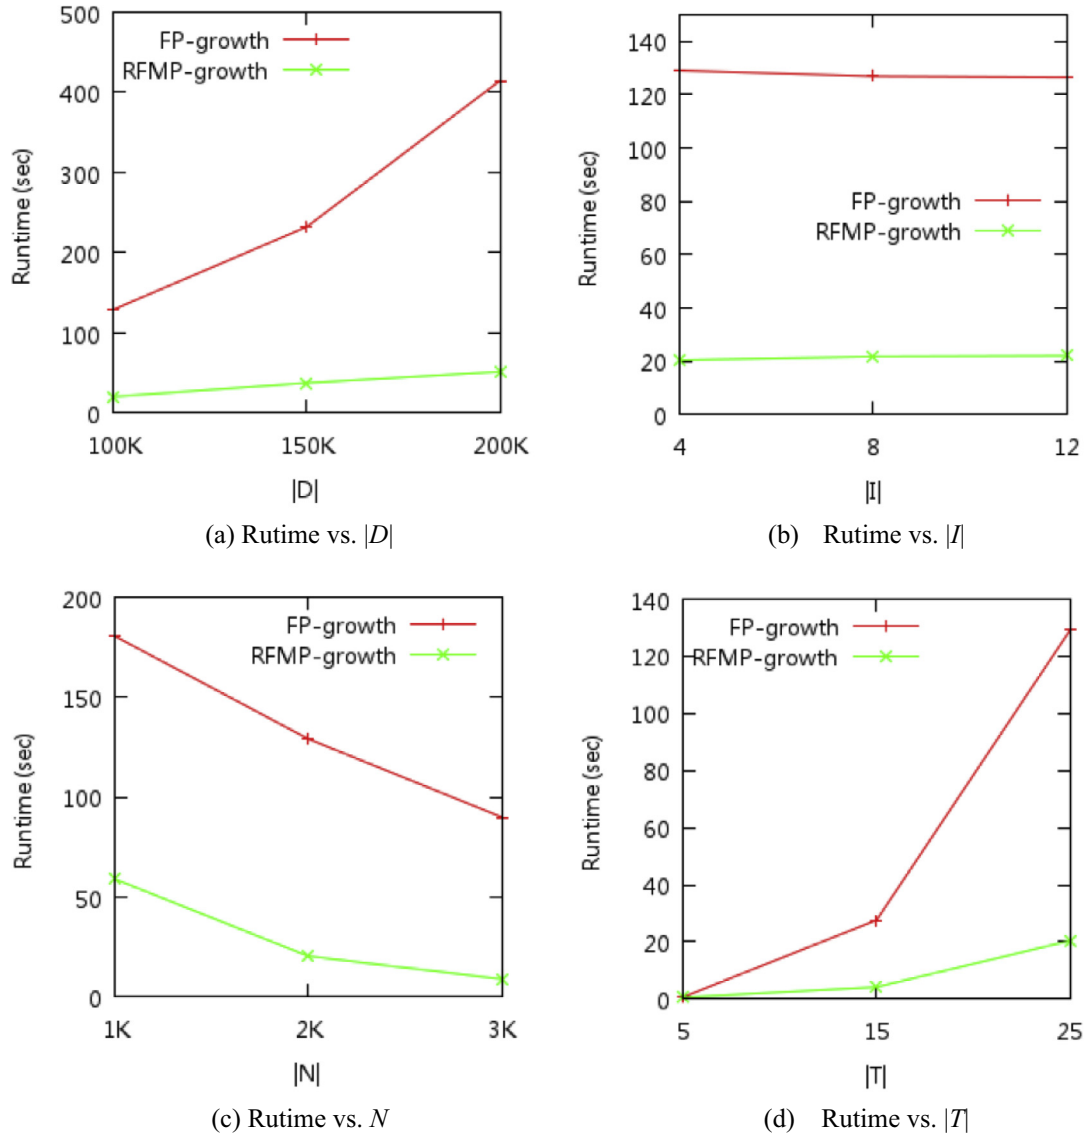 500
400
300
200
100
0
Runtime (sec)
FP-growth
RFMP-growth
100K 150K 200K
|D|
(a) Rutime vs. |D|
140
120
100
80
60
40
20
0
Runtime (sec)
FP-growth
RFMP-growth
4 8 12
|I|
(b) Rutime vs. |I|
200
150
100
50
0
Runtime (sec)
FP-growth
RFMP-growth
1K 2K 3K
|N|
(c) Rutime vs. N
140
120
100
80
60
40
20
0
Runtime (sec)
FP-growth
RFMP-growth
5 15 25
|T|
(d) Rutime vs. |T|